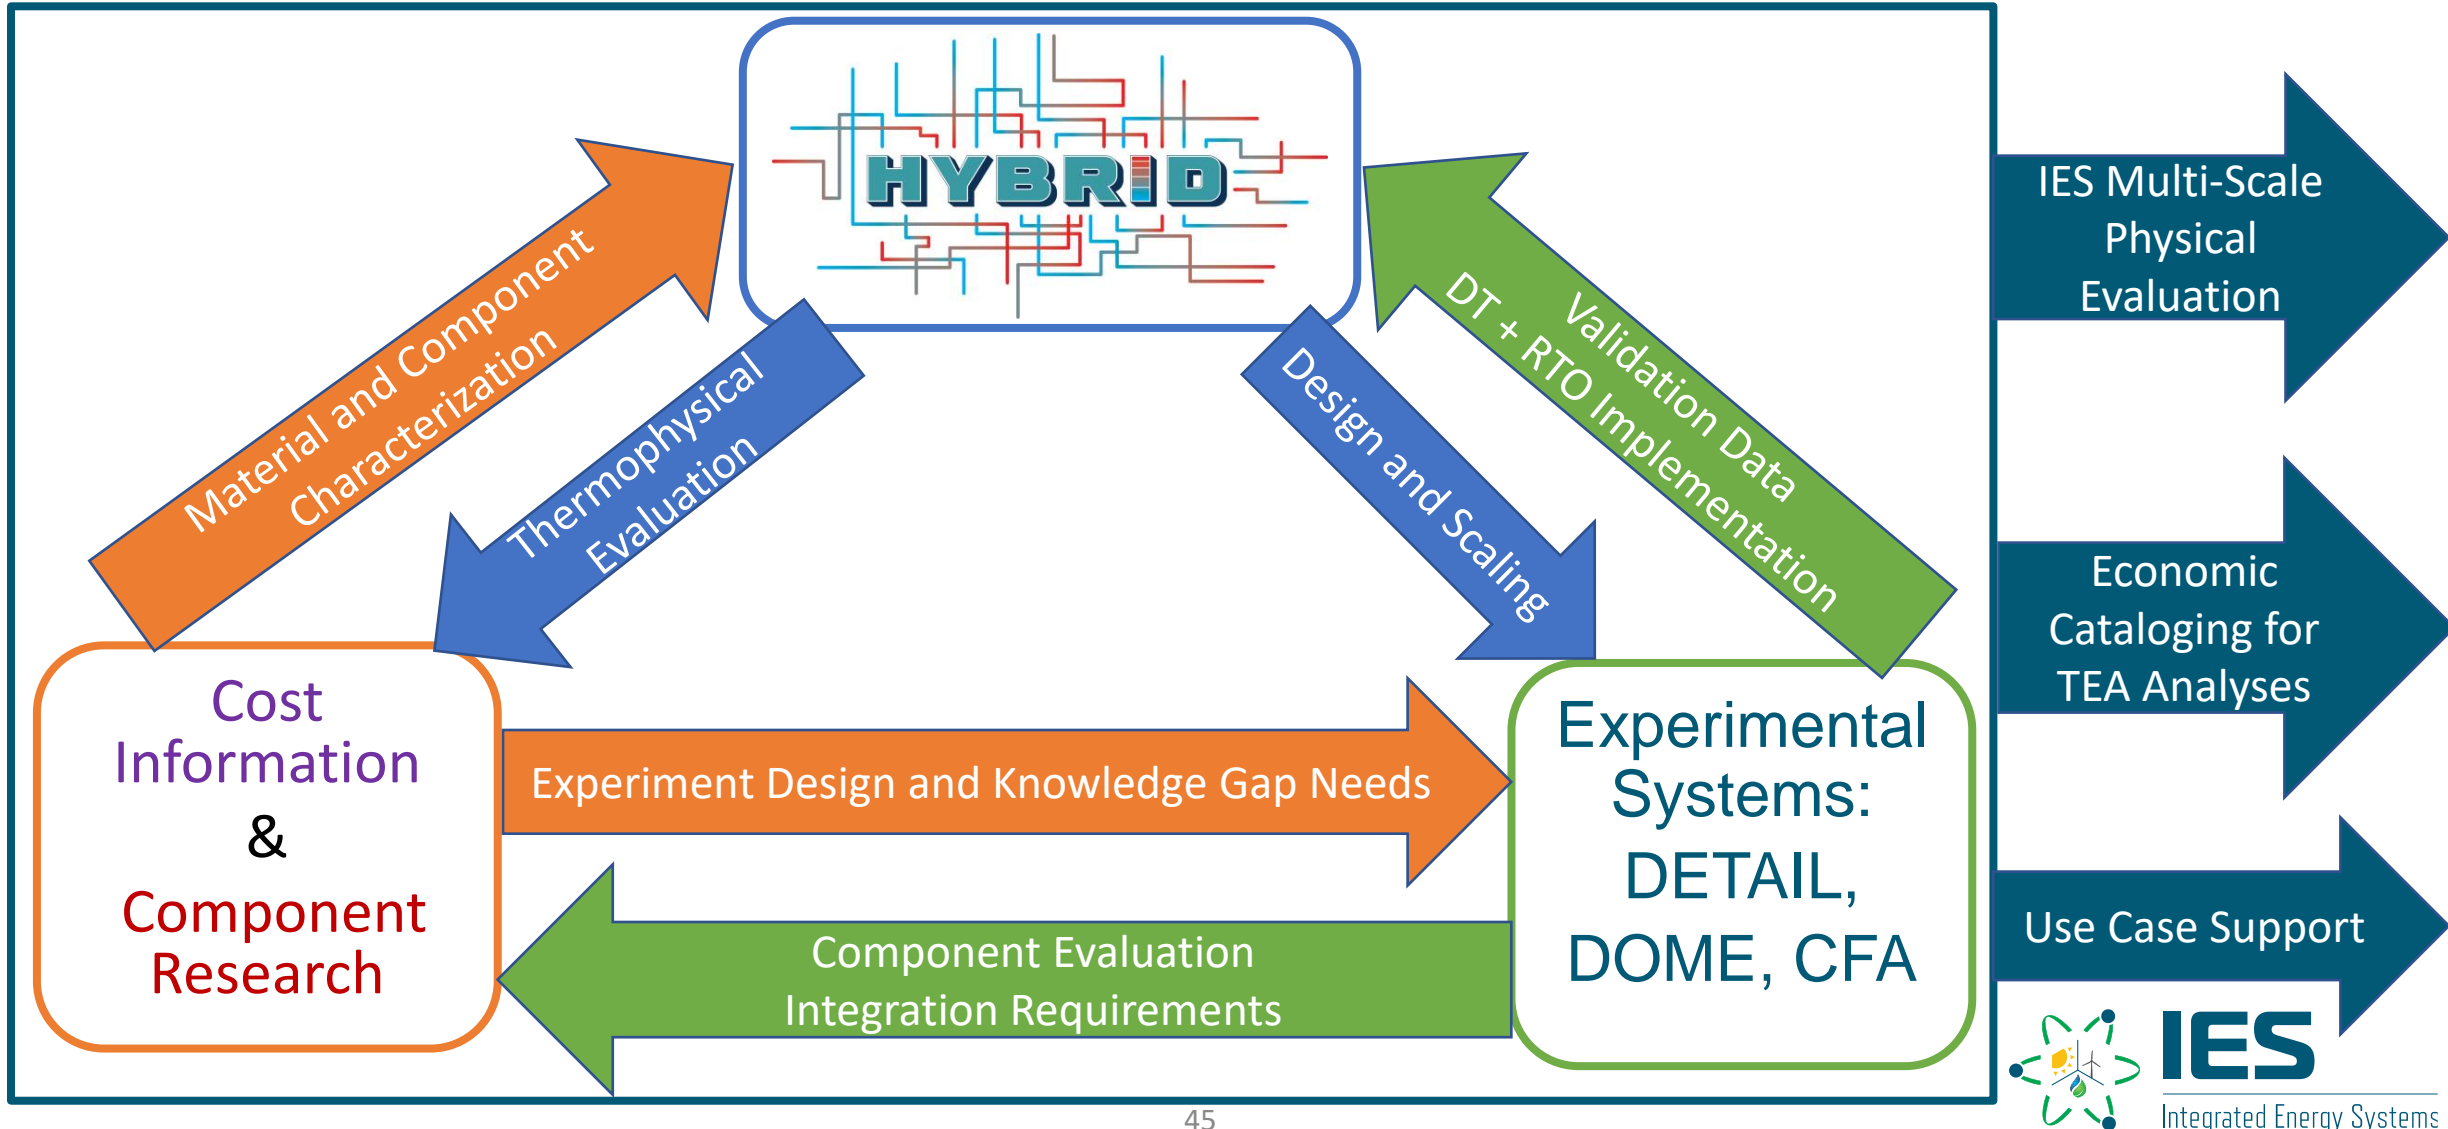 HYBRID
Material and Component
Characterization
Thermophysical
Evaluation
Design and Scaling
Validation Data
DT + RTO Implementation
Cost
Information
&
Component
Research
Experiment Design and Knowledge Gap Needs
Component Evaluation
Integration Requirements
Experimental
Systems:
DETAIL,
DOME, CFA
IES Multi-Scale
Physical
Evaluation
Economic
Cataloging for
TEA Analyses
Use Case Support
IES
Integrated Energy Systems
45